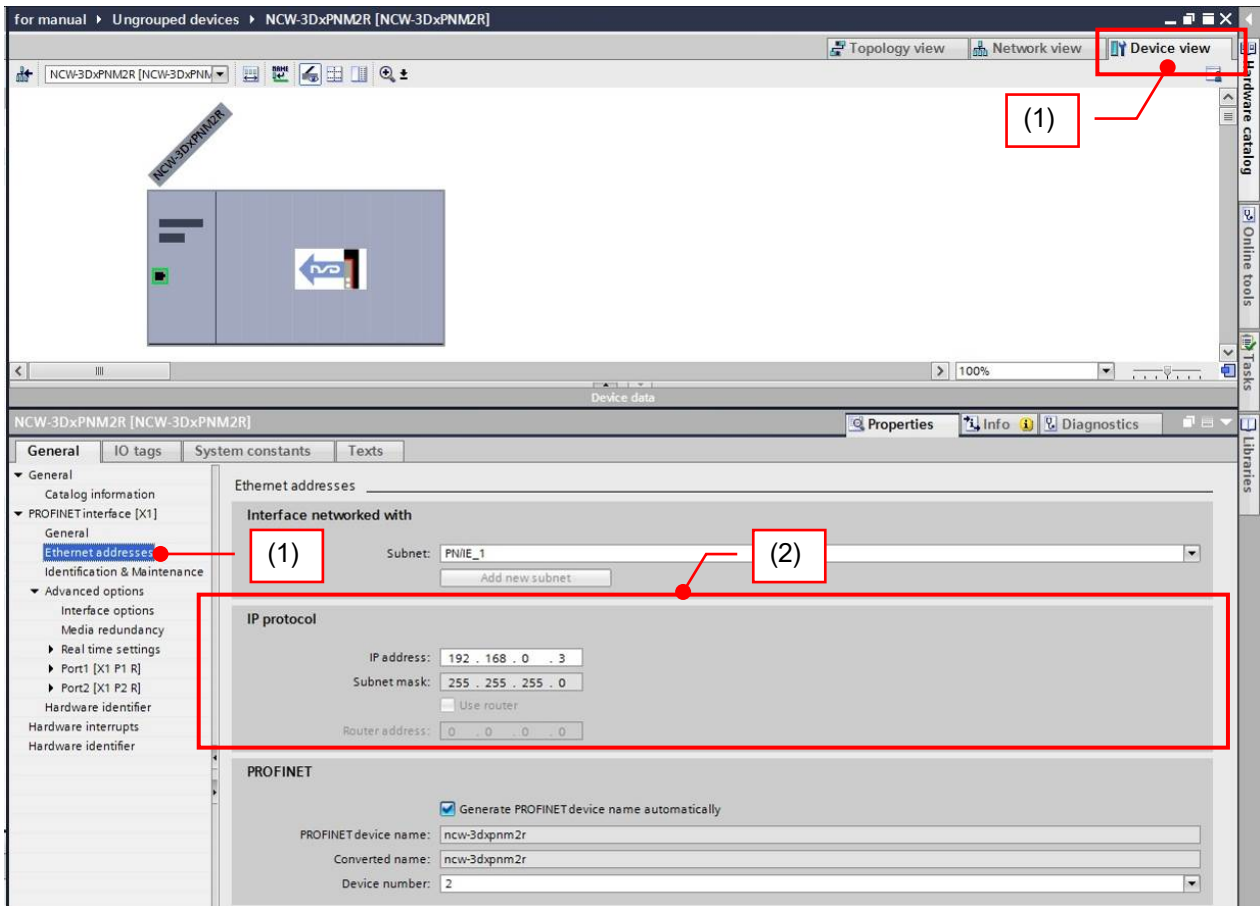 for manual ▸ Ungrouped devices ▸ NCW-3DxPNM2R [NCW-3DxPNM2R]
Topology view
Network view
Device view
NCW-3DxPNM2R [NCW-3DxPNM
NAME
(1)
NCW-3DXPNM2R
NSD
100%
Device data
NCW-3DxPNM2R [NCW-3DxPNM2R]
Properties
Info
Diagnostics
General
IO tags
System constants
Texts
General
Catalog information
PROFINET interface [X1]
General
Ethernet addresses
Identification & Maintenance
Advanced options
Interface options
Media redundancy
Real time settings
Port1 [X1 P1 R]
Port2 [X1 P2 R]
Hardware identifier
Hardware interrupts
Hardware identifier
(1)
Ethernet addresses
Interface networked with
Subnet: PN/IE_1
Add new subnet
(2)
IP protocol
IP address: 192 . 168 . 0 . 3
Subnet mask: 255 . 255 . 255 . 0
Use router
Router address: 0 . 0 . 0 . 0
PROFINET
Generate PROFINET device name automatically
PROFINET device name: ncw-3dxpnm2r
Converted name: ncw-3dxpnm2r
Device number: 2
Hardware catalog
Online tools
Tasks
Libraries